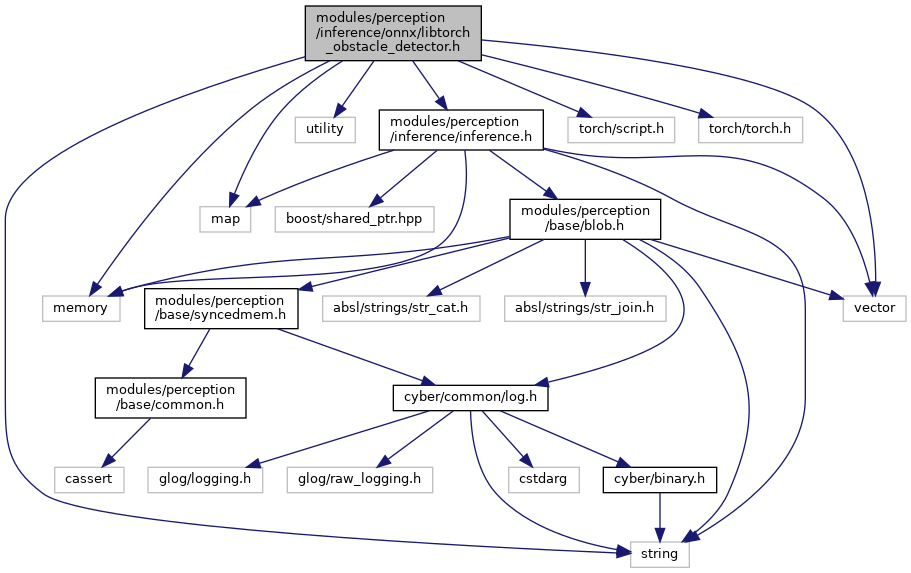 modules/perception
/inference/onnx/libtorch
_obstacle_detector.h
utility
modules/perception
/inference/inference.h
torch/script.h
torch/torch.h
map
boost/shared_ptr.hpp
modules/perception
/base/blob.h
memory
modules/perception
/base/syncedmem.h
absl/strings/str_cat.h
absl/strings/str_join.h
vector
modules/perception
/base/common.h
cyber/common/log.h
cassert
glog/logging.h
glog/raw_logging.h
cstdarg
cyber/binary.h
string